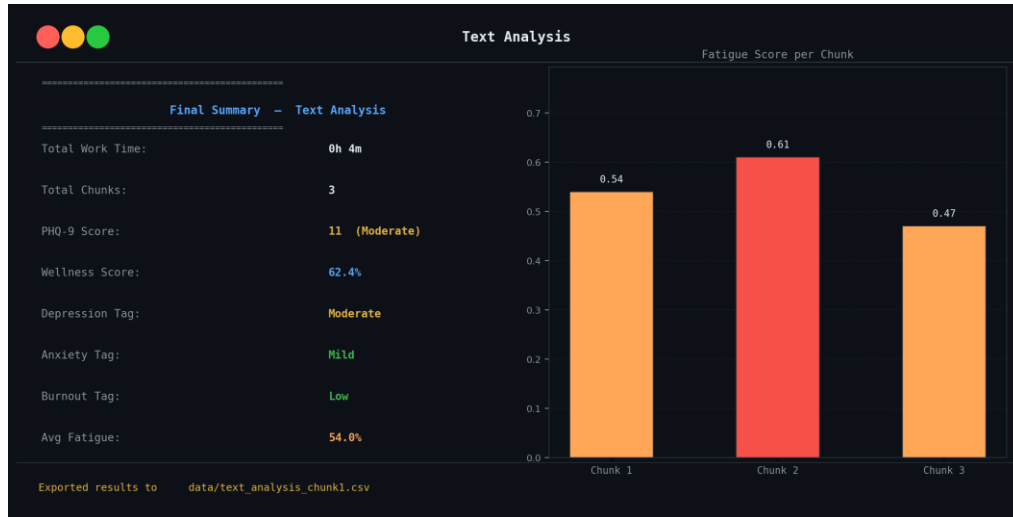 Text Analysis
==============================================
Final Summary — Text Analysis
==============================================
Total Work Time: 0h 4m
Total Chunks: 3
PHQ-9 Score: 11 (Moderate)
Wellness Score: 62.4%
Depression Tag: Moderate
Anxiety Tag: Mild
Burnout Tag: Low
Avg Fatigue: 54.0%
Exported results to data/text_analysis_chunk1.csv
Fatigue Score per Chunk
0.7
0.6
0.5
0.4
0.3
0.2
0.1
0.0
0.54
0.61
0.47
Chunk 1
Chunk 2
Chunk 3